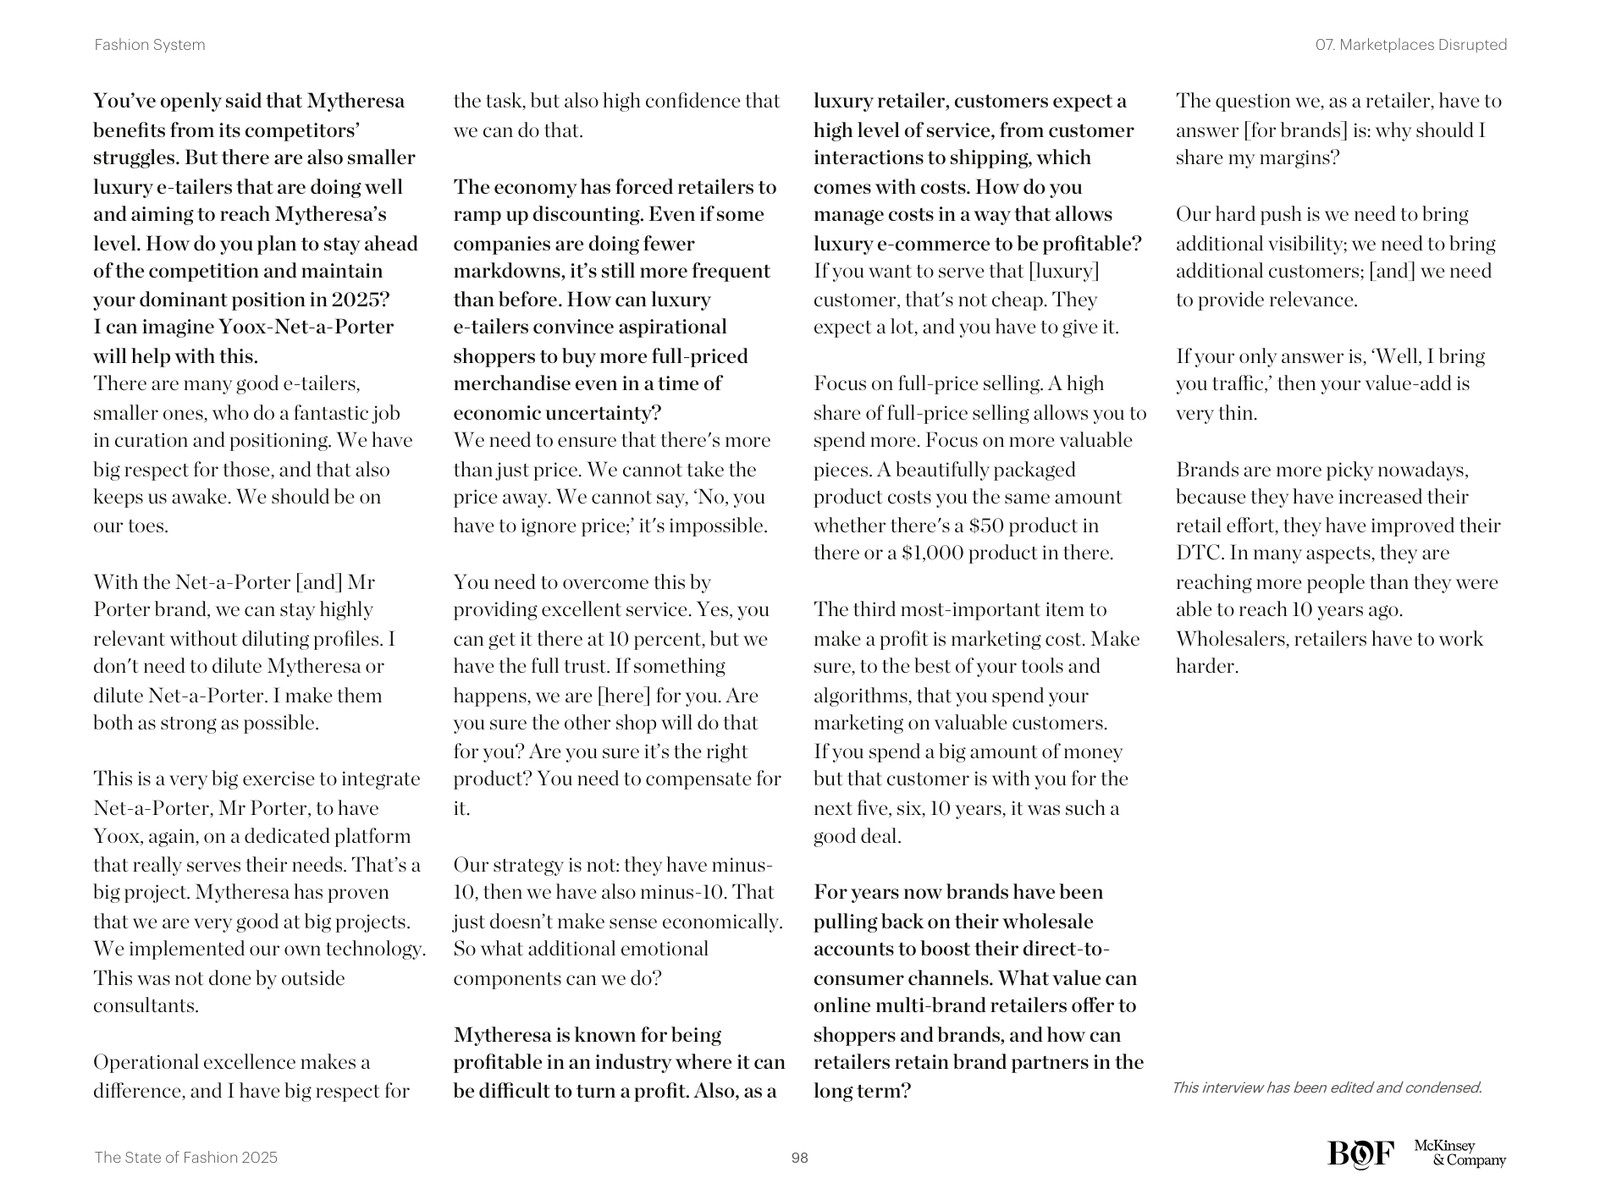 Fashion System
07. Marketplaces Disrupted
You’ve openly said that Mytheresa
benefits from its competitors’
struggles. But there are also smaller
luxury e-tailers that are doing well
and aiming to reach Mytheresa’s
level. How do you plan to stay ahead
of the competition and maintain
your dominant position in 2025?
I can imagine Yoox-Net-a-Porter
will help with this.
There are many good e-tailers,
smaller ones, who do a fantastic job
in curation and positioning. We have
big respect for those, and that also
keeps us awake. We should be on
our toes.
With the Net-a-Porter [and] Mr
Porter brand, we can stay highly
relevant without diluting profiles. I
don't need to dilute Mytheresa or
dilute Net-a-Porter. I make them
both as strong as possible.
This is a very big exercise to integrate
Net-a-Porter, Mr Porter, to have
Yoox, again, on a dedicated platform
that really serves their needs. That’s a
big project. Mytheresa has proven
that we are very good at big projects.
We implemented our own technology.
This was not done by outside
consultants.
Operational excellence makes a
difference, and I have big respect for
the task, but also high confidence that
we can do that.
The economy has forced retailers to
ramp up discounting. Even if some
companies are doing fewer
markdowns, it’s still more frequent
than before. How can luxury
e-tailers convince aspirational
shoppers to buy more full-priced
merchandise even in a time of
economic uncertainty?
We need to ensure that there's more
than just price. We cannot take the
price away. We cannot say, ‘No, you
have to ignore price;’ it's impossible.
You need to overcome this by
providing excellent service. Yes, you
can get it there at 10 percent, but we
have the full trust. If something
happens, we are [here] for you. Are
you sure the other shop will do that
for you? Are you sure it’s the right
product? You need to compensate for
it.
Our strategy is not: they have minus-
10, then we have also minus-10. That
just doesn’t make sense economically.
So what additional emotional
components can we do?
Mytheresa is known for being
profitable in an industry where it can
be difficult to turn a profit. Also, as a
luxury retailer, customers expect a
high level of service, from customer
interactions to shipping, which
comes with costs. How do you
manage costs in a way that allows
luxury e-commerce to be profitable?
If you want to serve that [luxury]
customer, that's not cheap. They
expect a lot, and you have to give it.
Focus on full-price selling. A high
share of full-price selling allows you to
spend more. Focus on more valuable
pieces. A beautifully packaged
product costs you the same amount
whether there's a $50 product in
there or a $1,000 product in there.
The third most-important item to
make a profit is marketing cost. Make
sure, to the best of your tools and
algorithms, that you spend your
marketing on valuable customers.
If you spend a big amount of money
but that customer is with you for the
next five, six, 10 years, it was such a
good deal.
For years now brands have been
pulling back on their wholesale
accounts to boost their direct-to-
consumer channels. What value can
online multi-brand retailers offer to
shoppers and brands, and how can
retailers retain brand partners in the
long term?
The question we, as a retailer, have to
answer [for brands] is: why should I
share my margins?
Our hard push is we need to bring
additional visibility; we need to bring
additional customers; [and] we need
to provide relevance.
If your only answer is, ‘Well, I bring
you traffic,’ then your value-add is
very thin.
Brands are more picky nowadays,
because they have increased their
retail effort, they have improved their
DTC. In many aspects, they are
reaching more people than they were
able to reach 10 years ago.
Wholesalers, retailers have to work
harder.
This interview has been edited and condensed.
The State of Fashion 2025
98
BOF
McKinsey
& Company